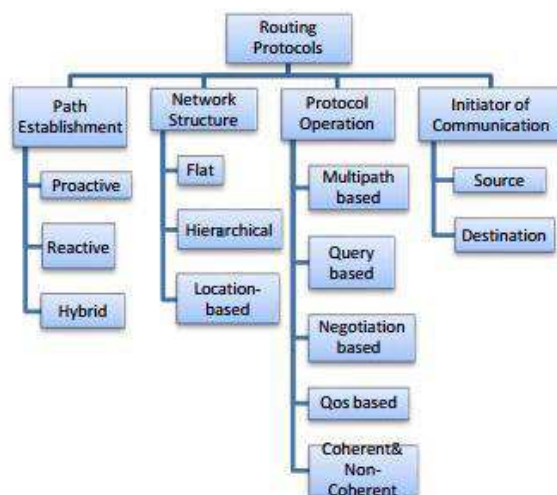 Routing
Protocols
Path
Establishment
Network
Structure
Protocol
Operation
Initiator of
Communication
Proactive
Reactive
Hybrid
Flat
Hierarchical
Location-
based
Multipath
based
Query
based
Negotiation
based
Qos based
Coherent&
Non-
Coherent
Source
Destination